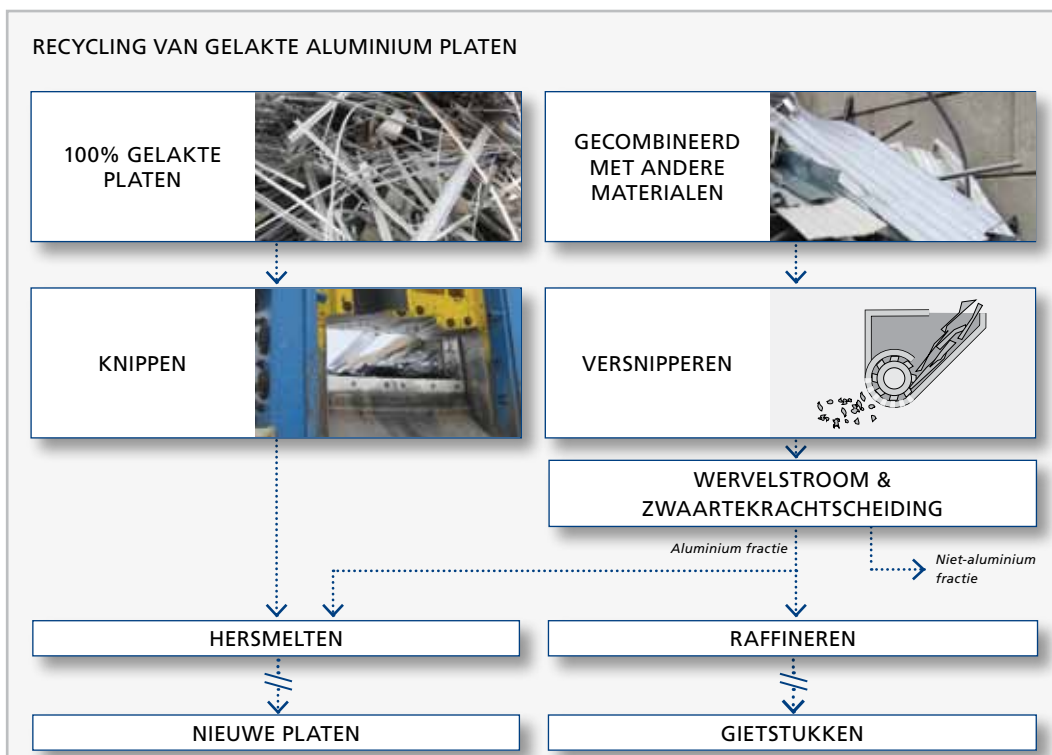 RECYCLING VAN GELAKTE ALUMINIUM PLATEN
100% GELAKTE
PLATEN
GECOMBINEERD
MET ANDERE
MATERIALEN
KNIPPEN
VERSNIPPEREN
WERVELSTROOM &
ZWAARTEKRACHTSCHEIDING
Aluminium fractie
Niet-aluminium
fractie
HERSMELTEN
RAFFINEREN
NIEUWE PLATEN
GIETSTUKKEN